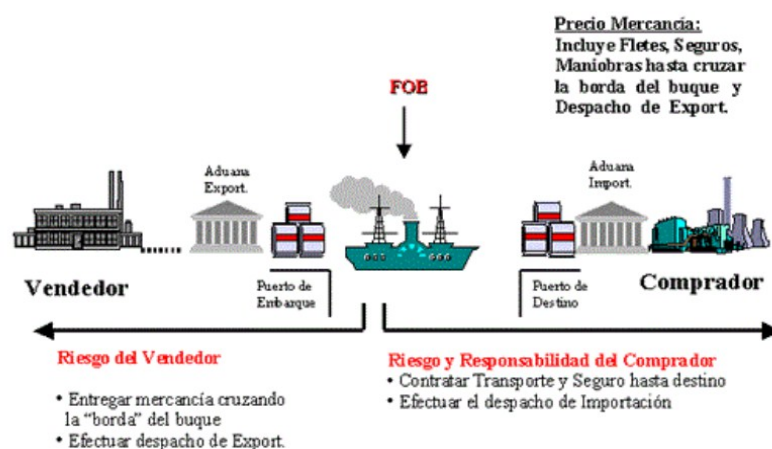 Precio Mercancía:
Incluye Fletes, Seguros,
Maniobras hasta cruzar
la borda del buque y
Despacho de Export.
FOB
Aduana
Export.
Aduana
Import.
Vendedor
Puerto de
Embarque
Puerto de
Destino
Comprador
Riesgo del Vendedor
• Entregar mercancía cruzando
la "borda" del buque
• Efectuar despacho de Export.
Riesgo y Responsabilidad del Comprador
• Contratar Transporte y Seguro hasta destino
• Efectuar el despacho de Importación